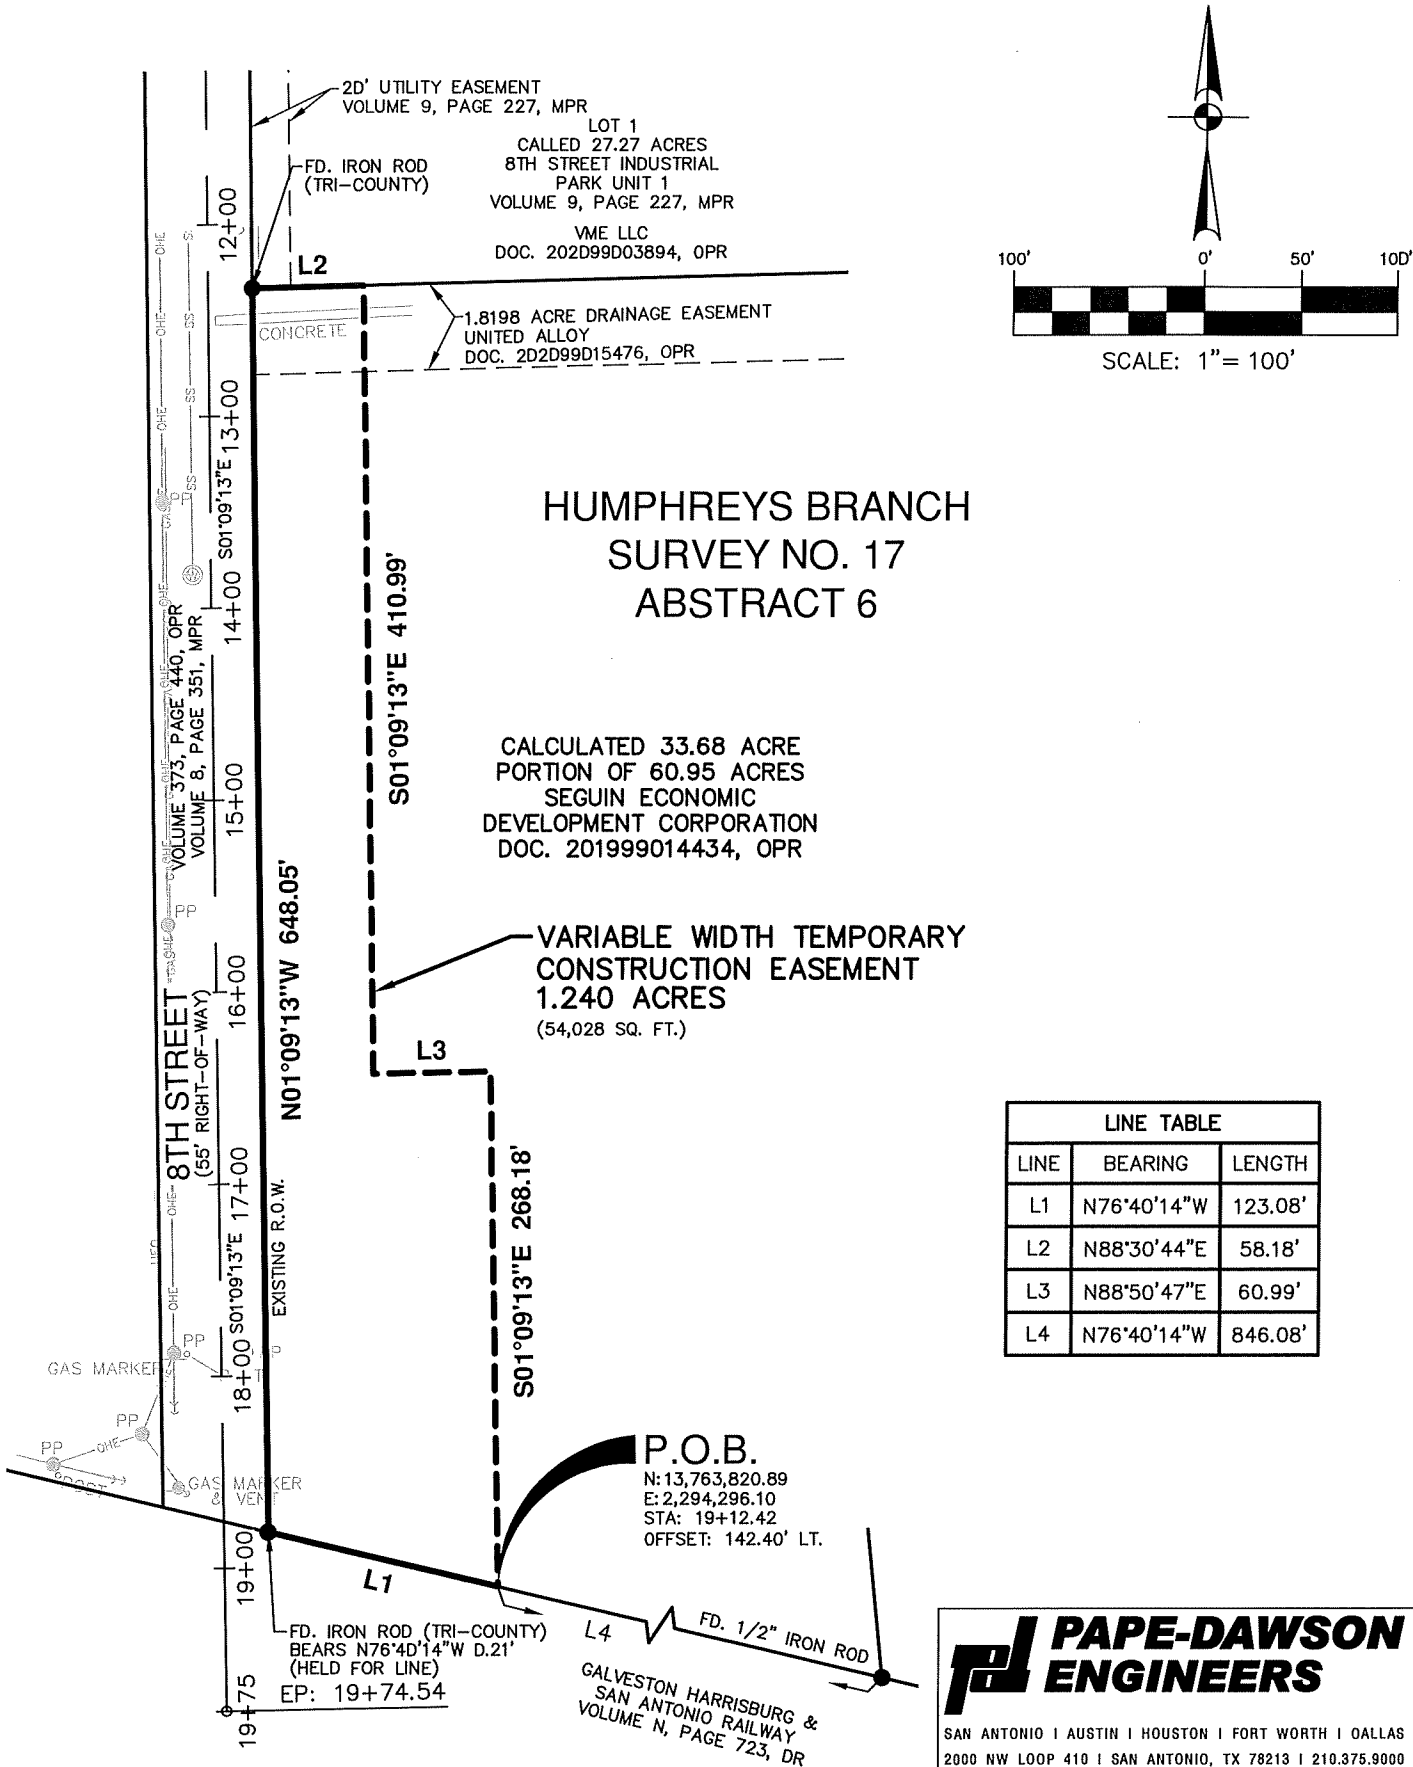 2D' UTILITY EASEMENT
VOLUME 9, PAGE 227, MPR
LOT 1
CALLED 27.27 ACRES
8TH STREET INDUSTRIAL
PARK UNIT 1
VOLUME 9, PAGE 227, MPR
VME LLC
DOC. 202D99D03894, OPR
FD. IRON ROD
(TRI-COUNTY)
L2
100'
0'
50'
10D'
SCALE: 1"= 100'
1.8198 ACRE DRAINAGE EASEMENT
UNITED ALLOY
DOC. 2D2D99D15476, OPR
CONCRETE
12+00
13+00
S01°09'13"E
14+00
15+00
16+00
17+00
S01°09'13"E
18+00
19+00
19+75
OHE
OHE
OHE
OHE
OHE
SS
SS
SS
GAS
VOLUME 373, PAGE 440, OPR
VOLUME 8, PAGE 351, MPR
8TH STREET
(55' RIGHT-OF-WAY)
HUMPHREYS BRANCH
SURVEY NO. 17
ABSTRACT 6
S01°09'13"E 410.99'
CALCULATED 33.68 ACRE
PORTION OF 60.95 ACRES
SEGUIN ECONOMIC
DEVELOPMENT CORPORATION
DOC. 201999014434, OPR
N01°09'13"W 648.05'
PP
VARIABLE WIDTH TEMPORARY
CONSTRUCTION EASEMENT
1.240 ACRES
(54,028 SQ. FT.)
L3
S01°09'13"E 268.18'
EXISTING R.O.W.
LINE TABLE
LINE BEARING LENGTH
L1 N76°40'14"W 123.08'
L2 N88°30'44"E 58.18'
L3 N88°50'47"E 60.99'
L4 N76°40'14"W 846.08'
OHE
OHE
PP
GAS MARKER
PP
PP
OHE
GAS MARKER
& VENT
P.O.B.
N:13,763,820.89
E:2,294,296.10
STA: 19+12.42
OFFSET: 142.40' LT.
L1
FD. IRON ROD (TRI-COUNTY)
BEARS N76°4D'14"W D.21'
(HELD FOR LINE)
EP: 19+74.54
L4
FD. 1/2" IRON ROD
GALVESTON HARRISBURG &
SAN ANTONIO RAILWAY
VOLUME N, PAGE 723, DR
PAPE-DAWSON
ENGINEERS
SAN ANTONIO I AUSTIN I HOUSTON I FORT WORTH I OALLAS
2000 NW LOOP 410 I SAN ANTONIO, TX 78213 I 210.375.9000